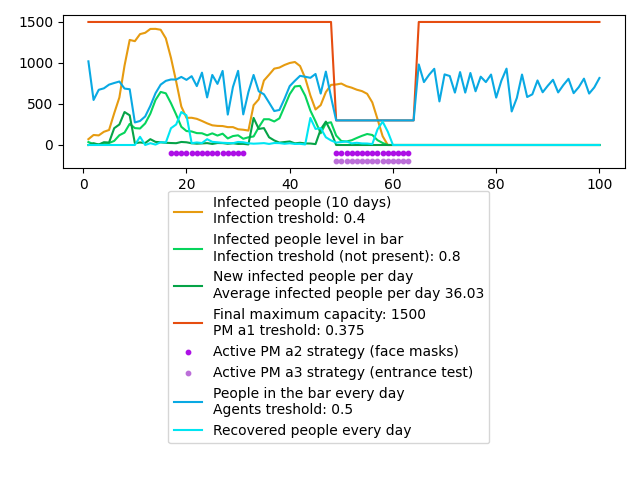 1500
1000
500
0
0 20 40 60 80 100
Infected people (10 days)
Infection treshold: 0.4
Infected people level in bar
Infection treshold (not present): 0.8
New infected people per day
Average infected people per day 36.03
Final maximum capacity: 1500
PM a1 treshold: 0.375
Active PM a2 strategy (face masks)
Active PM a3 strategy (entrance test)
People in the bar every day
Agents treshold: 0.5
Recovered people every day